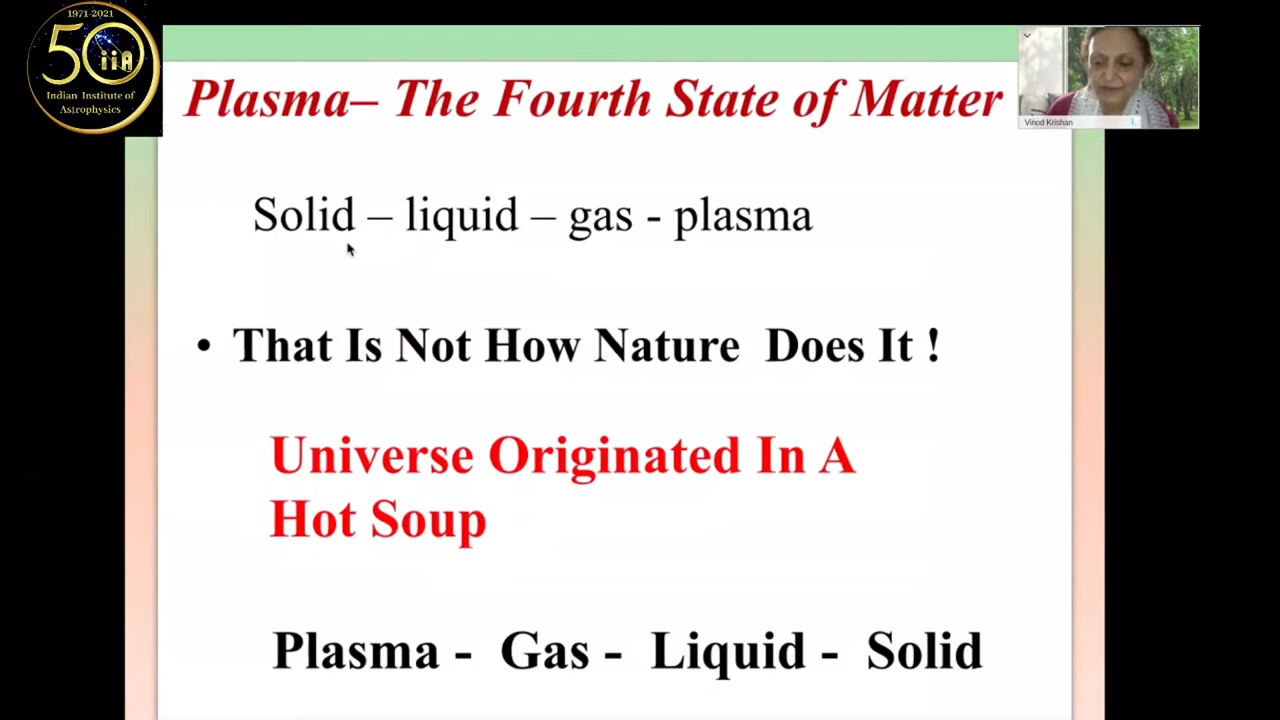 1971-2021
50
iiA
Indian Institute of
Astrophysics
Plasma– The Fourth State of Matter
Vinod Krishan
Solid – liquid – gas - plasma
• That Is Not How Nature Does It !
Universe Originated In A
Hot Soup
Plasma - Gas - Liquid - Solid